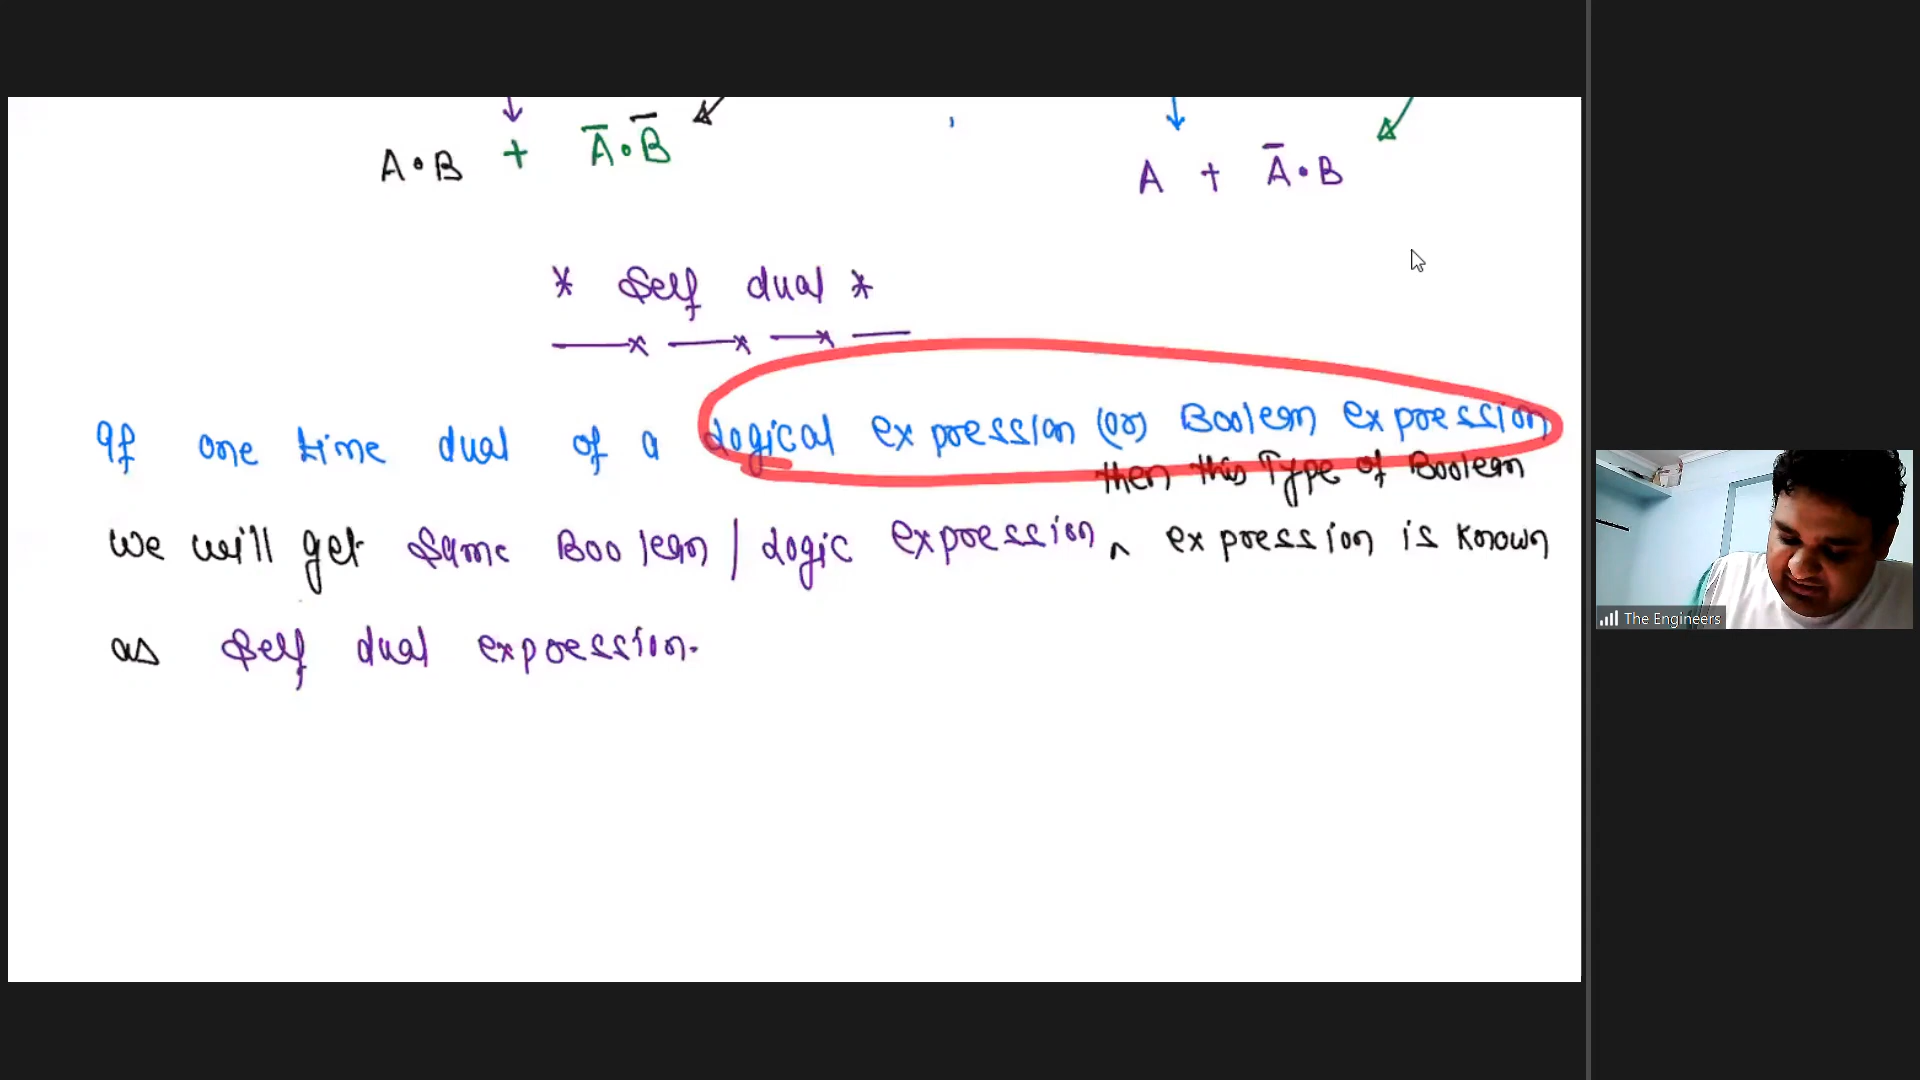 A·B + A̅·B̅
A + A̅·B
* Self dual *
If one time dual of a Logical expression (or) Boolean expression
then this Type of Boolean
we will get Same Boolean / Logic expression ^ expression is known
as Self dual expression.
The Engineers